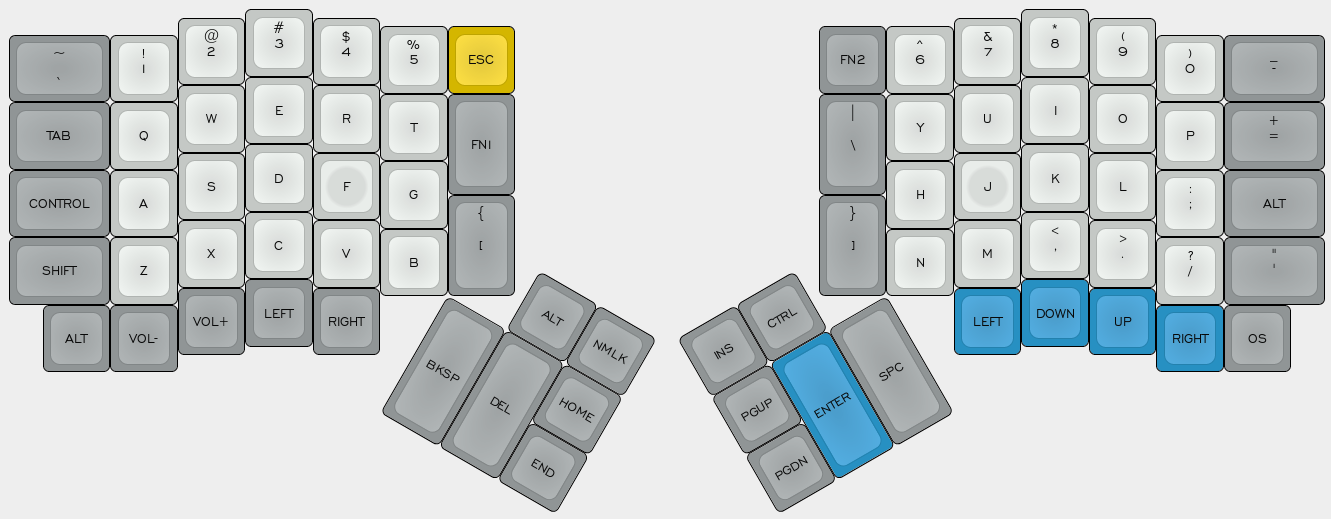 ~ ! @ # $ % ESC
` 1 2 3 4 5
TAB Q W E R T FN1
CONTROL A S D F G {
[
SHIFT Z X C V B
ALT VOL- VOL+ LEFT RIGHT
ALT NMLK
BKSP DEL HOME
END
FN2 ^ & * ( ) _
6 7 8 9 0 -
| Y U I O P +
\ =
H J K L : ALT
;
} N M < > ? "
] , . / '
LEFT DOWN UP RIGHT OS
INS CTRL
PGUP ENTER SPC
PGDN